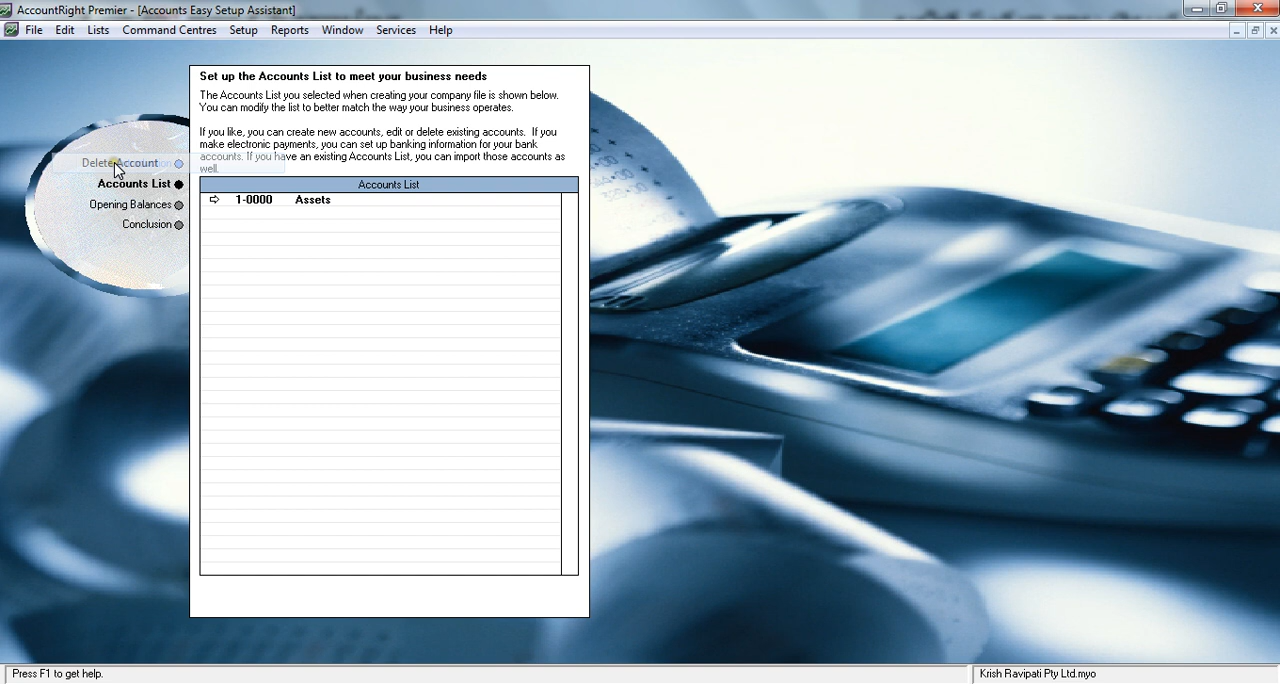 AccountRight Premier - [Accounts Easy Setup Assistant]
File Edit Lists Command Centres Setup Reports Window Services Help
Set up the Accounts List to meet your business needs
The Accounts List you selected when creating your company file is shown below.
You can modify the list to better match the way your business operates.
If you like, you can create new accounts, edit or delete existing accounts. If you
make electronic payments, you can set up banking information for your bank
accounts. If you have an existing Accounts List, you can import those accounts as
well.
Delete Account
Accounts List
Opening Balances
Conclusion
Accounts List
1-0000 Assets
Press F1 to get help.
Krish Ravipati Pty Ltd.myo